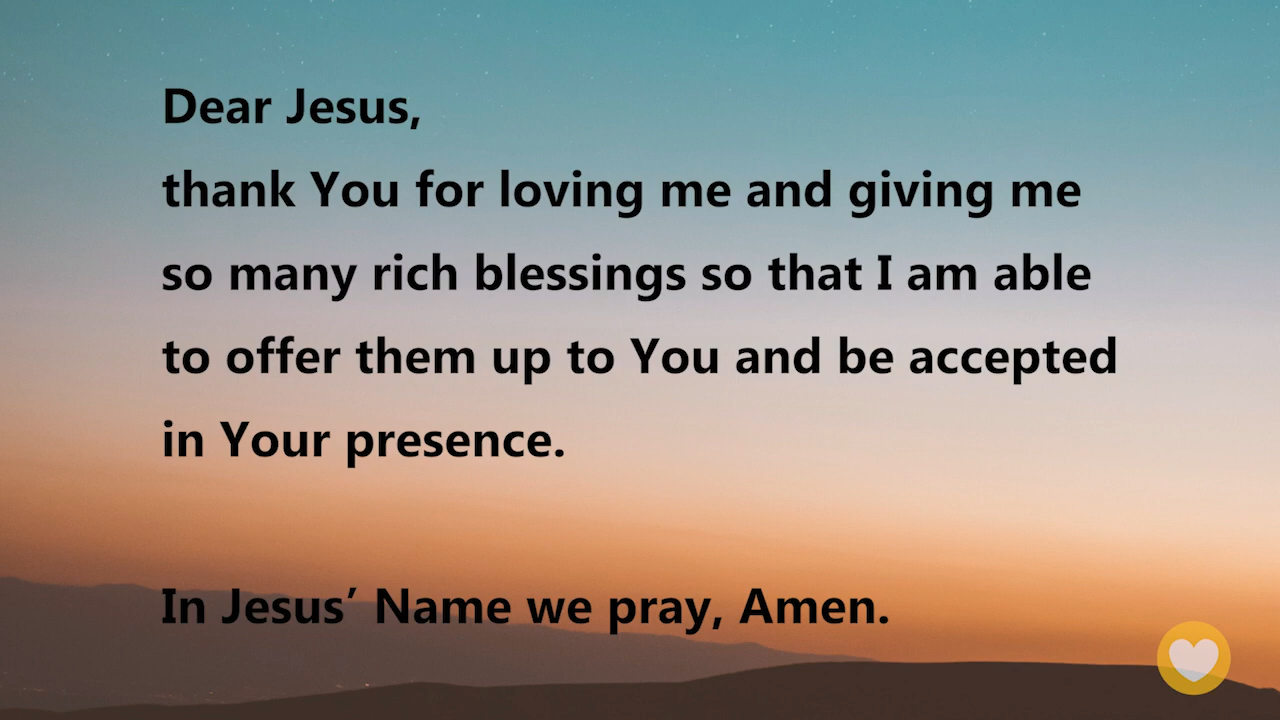 Dear Jesus,
thank You for loving me and giving me
so many rich blessings so that I am able
to offer them up to You and be accepted
in Your presence.
In Jesus’ Name we pray, Amen.